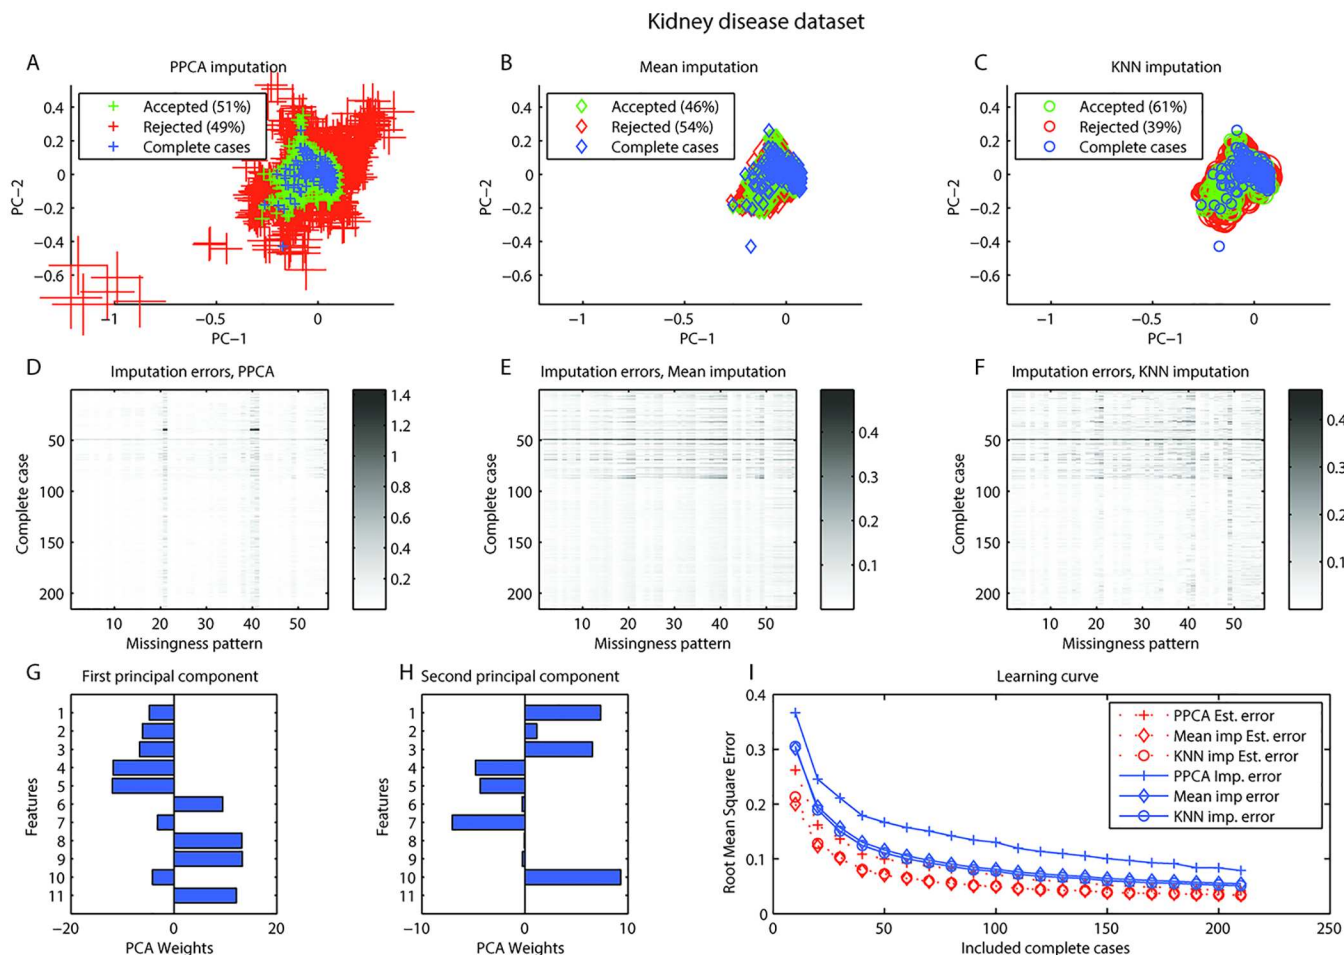 Kidney disease dataset
A
PPCA imputation
Accepted (51%)
Rejected (49%)
Complete cases
0.4
0.2
0
−0.2
−0.4
−0.6
PC−2
−1
−0.5
0
PC−1
B
Mean imputation
Accepted (46%)
Rejected (54%)
Complete cases
0.4
0.2
0
−0.2
−0.4
−0.6
PC−2
−1
−0.5
0
PC−1
C
KNN imputation
Accepted (61%)
Rejected (39%)
Complete cases
0.4
0.2
0
−0.2
−0.4
−0.6
PC−2
−1
−0.5
0
PC−1
D
Imputation errors, PPCA
50
100
150
200
Complete case
10
20
30
40
50
Missingness pattern
1.4
1.2
1
0.8
0.6
0.4
0.2
E
Imputation errors, Mean imputation
50
100
150
200
Complete case
10
20
30
40
50
Missingness pattern
0.4
0.3
0.2
0.1
F
Imputation errors, KNN imputation
50
100
150
200
Complete case
10
20
30
40
50
Missingness pattern
0.4
0.3
0.2
0.1
G
First principal component
1
2
3
4
5
6
7
8
9
10
11
Features
−20
0
20
PCA Weights
H
Second principal component
1
2
3
4
5
6
7
8
9
10
11
Features
−10
0
10
PCA Weights
I
Learning curve
0.4
0.3
0.2
0.1
0
Root Mean Square Error
PPCA Est. error
Mean imp Est. error
KNN imp Est. error
PPCA Imp. error
Mean imp error
KNN imp. error
0
50
100
150
200
250
Included complete cases